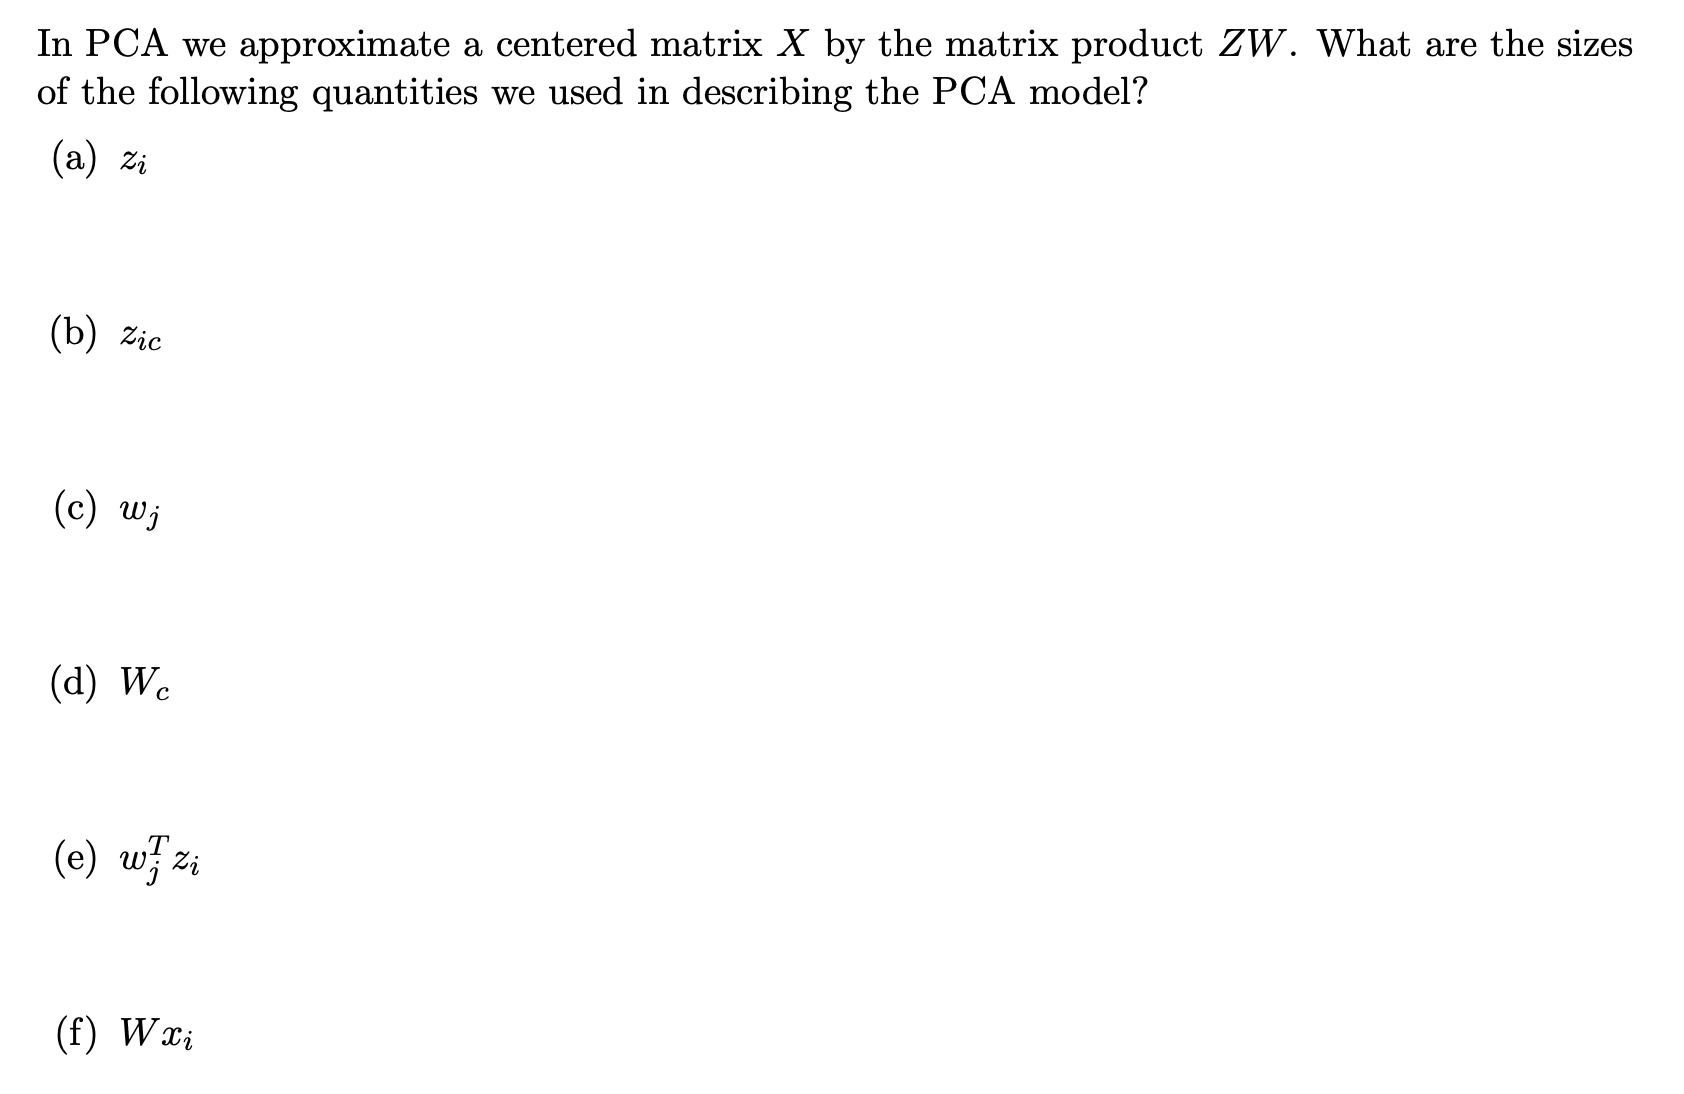 In PCA we approximate a centered matrix X by the matrix product ZW. What are the sizes
of the following quantities we used in describing the PCA model?
(a) z_i
(b) z_{ic}
(c) w_j
(d) W_c
(e) w_j^T z_i
(f) Wx_i